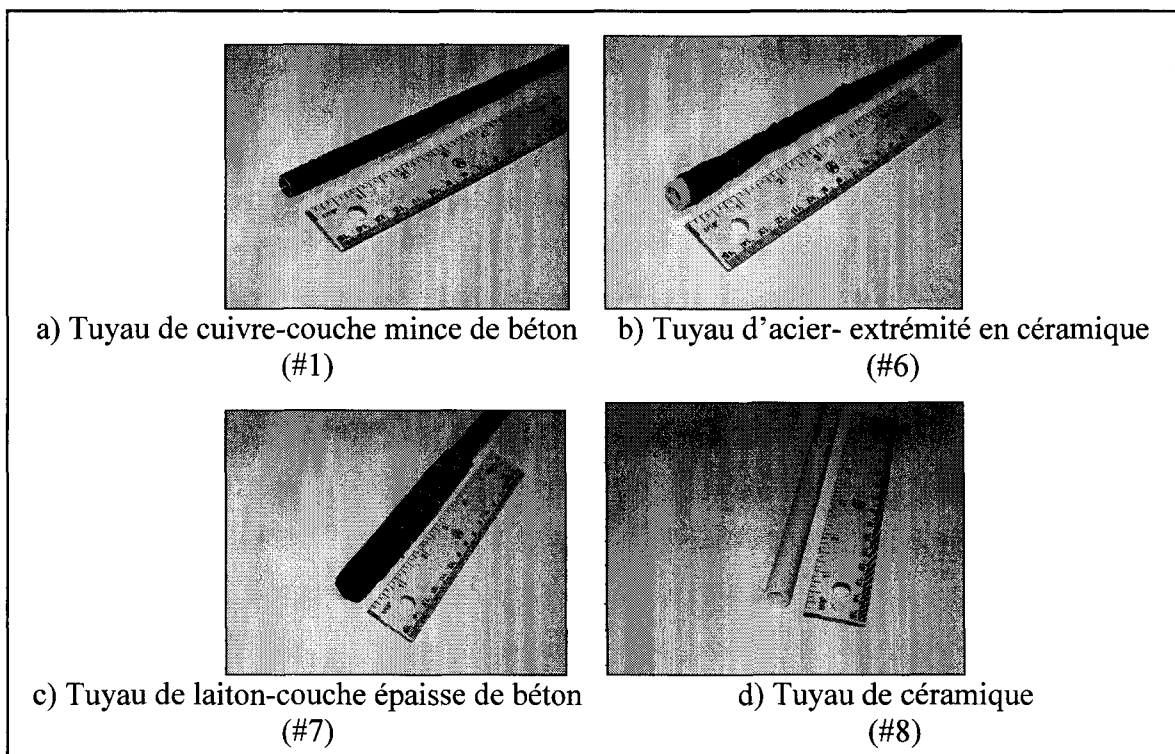 a) Tuyau de cuivre-couche mince de béton
(#1)
b) Tuyau d'acier- extrémité en céramique
(#6)
c) Tuyau de laiton-couche épaisse de béton
(#7)
d) Tuyau de céramique
(#8)